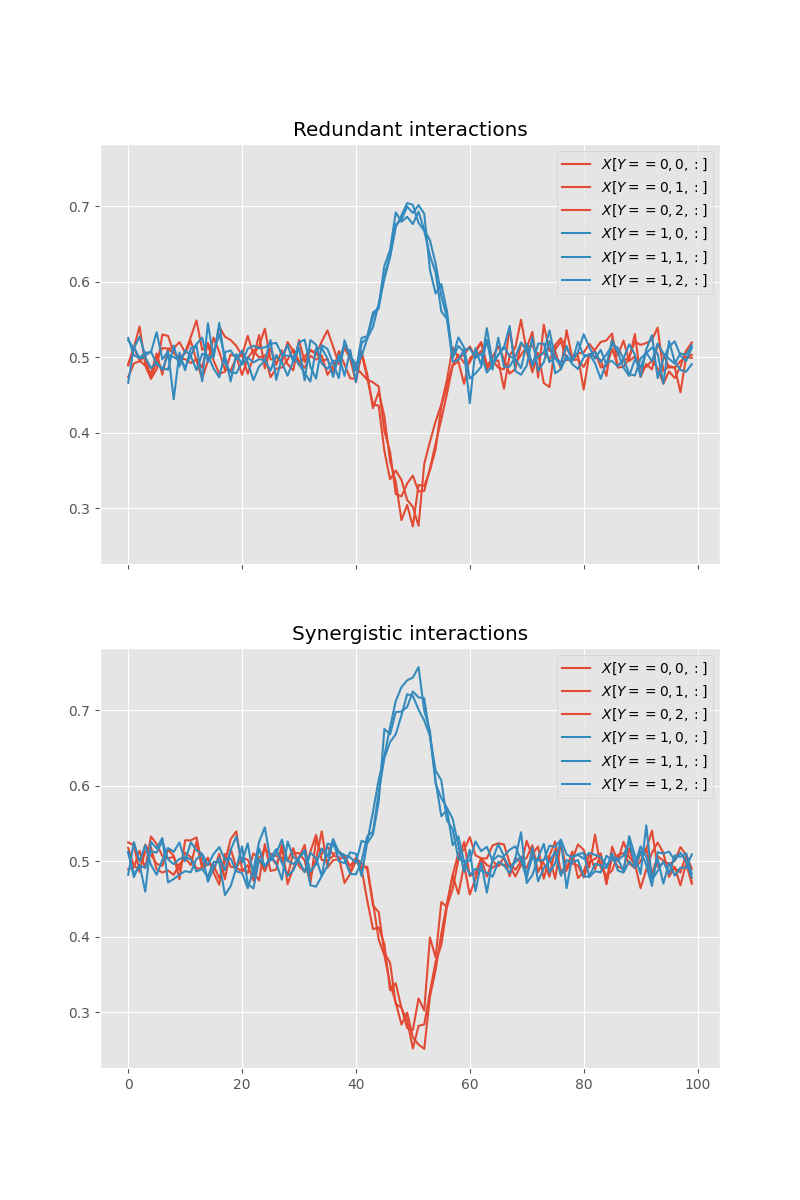 Redundant interactions
X[Y==0,0,:]
X[Y==0,1,:]
X[Y==0,2,:]
X[Y==1,0,:]
X[Y==1,1,:]
X[Y==1,2,:]
0.7
0.6
0.5
0.4
0.3
Synergistic interactions
X[Y==0,0,:]
X[Y==0,1,:]
X[Y==0,2,:]
X[Y==1,0,:]
X[Y==1,1,:]
X[Y==1,2,:]
0.7
0.6
0.5
0.4
0.3
0 20 40 60 80 100